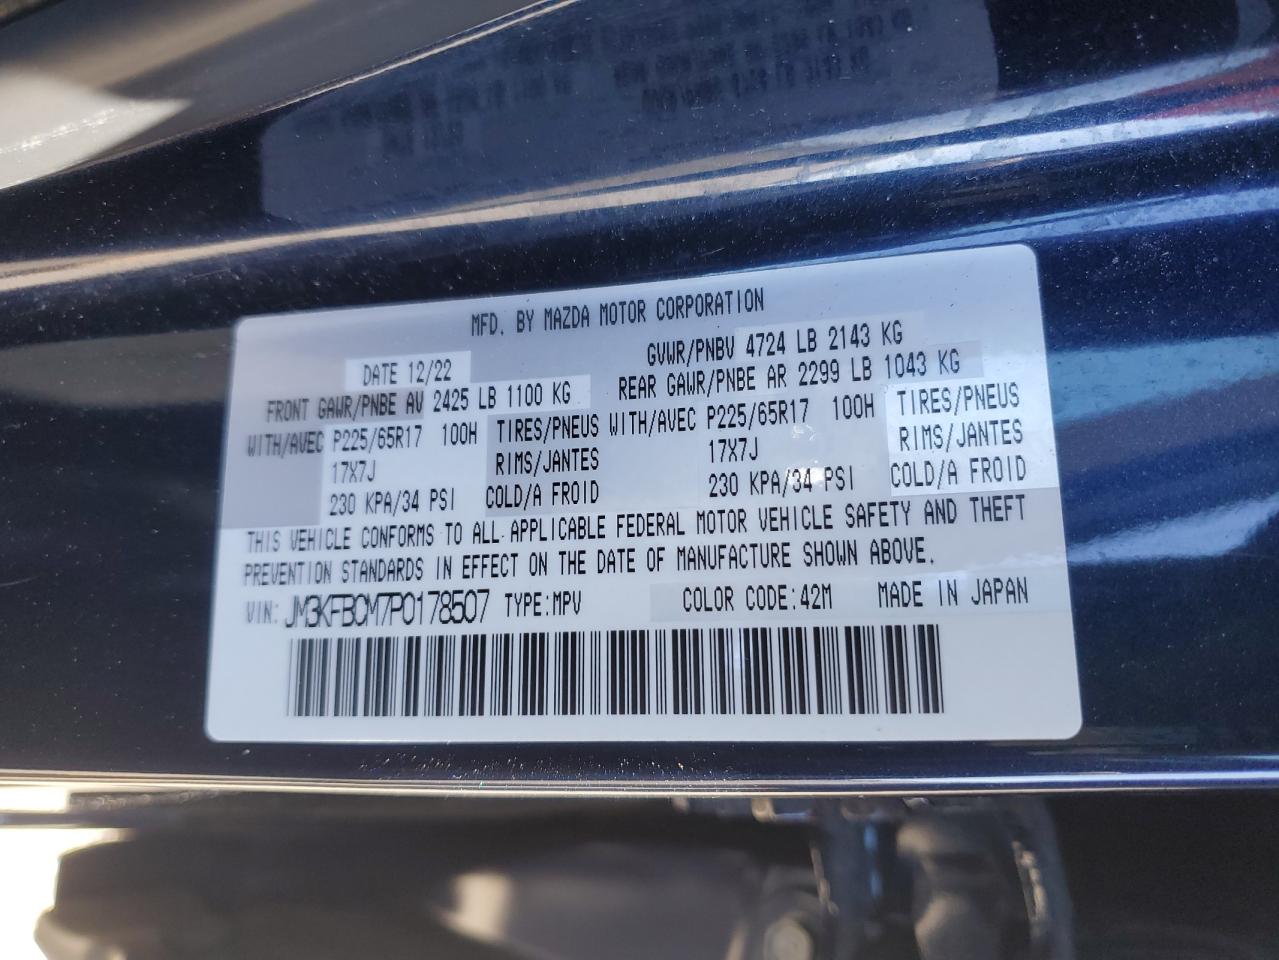 MFD. BY MAZDA MOTOR CORPORATION
DATE 12/22 GVWR/PNBV 4724 LB 2143 KG
FRONT GAWR/PNBE AV 2425 LB 1100 KG REAR GAWR/PNBE AR 2299 LB 1043 KG
WITH/AVEC P225/65R17 100H TIRES/PNEUS WITH/AVEC P225/65R17 100H TIRES/PNEUS
17X7J RIMS/JANTES 17X7J RIMS/JANTES
230 KPA/34 PSI COLD/A FROID 230 KPA/34 PSI COLD/A FROID
THIS VEHICLE CONFORMS TO ALL APPLICABLE FEDERAL MOTOR VEHICLE SAFETY AND THEFT
PREVENTION STANDARDS IN EFFECT ON THE DATE OF MANUFACTURE SHOWN ABOVE.
VIN: JM3KFBCM7P0178507 TYPE:MPV COLOR CODE:42M MADE IN JAPAN